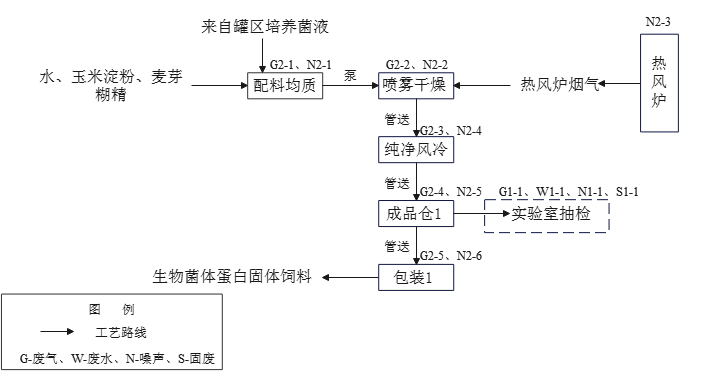 来自罐区培养菌液
N2-3
G2-1、N2-1
G2-2、N2-2
水、玉米淀粉、麦芽
糊精
配料均质
泵
喷雾干燥
热风炉烟气
热
风
炉
管送
G2-3、N2-4
纯净风冷
管送
G2-4、N2-5
G1-1、W1-1、N1-1、S1-1
成品仓1
实验室抽检
管送
G2-5、N2-6
生物菌体蛋白固体饲料
包装1
图 例
工艺路线
G-废气、W-废水、N-噪声、S-固废